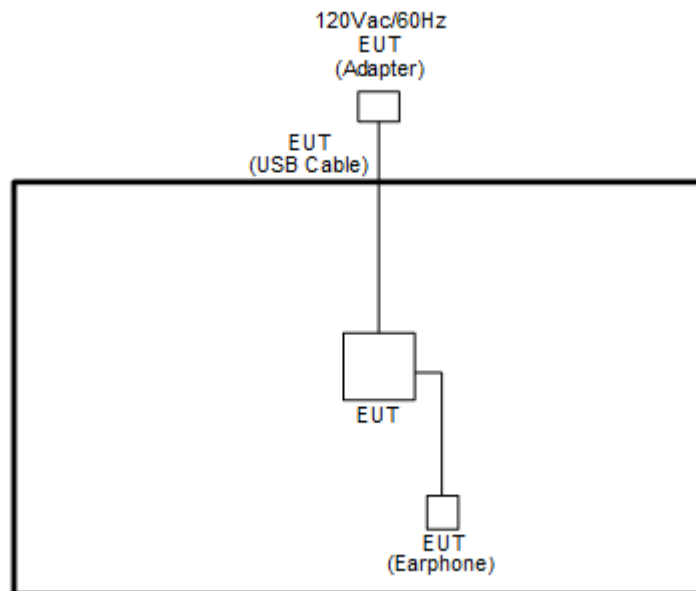 120Vac/60Hz
EUT
(Adapter)
EUT
(USB Cable)
EUT
EUT
(Earphone)